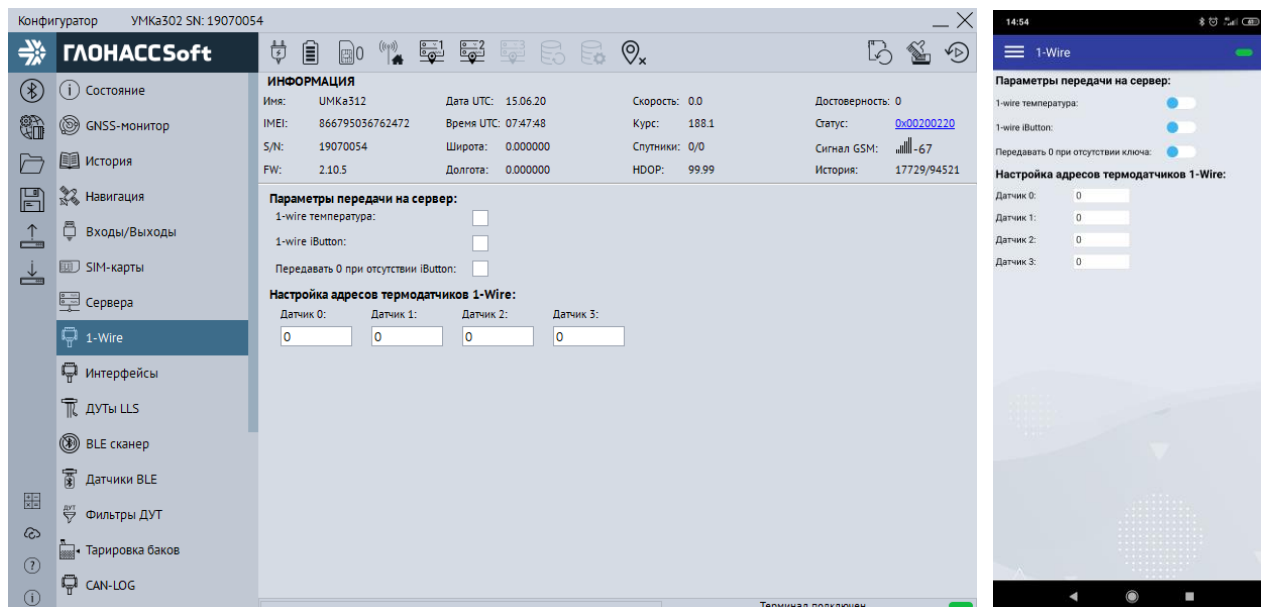 Конфигуратор УМКа302 SN: 19070054
ГЛОНАССSoft
0
1
2
Состояние
GNSS-монитор
История
Навигация
Входы/Выходы
SIM-карты
Сервера
1-Wire
Интерфейсы
ДУТы LLS
BLE сканер
Датчики BLE
Фильтры ДУТ
Тарировка баков
CAN-LOG
ИНФОРМАЦИЯ
Имя: UMKa312 Дата UTC: 15.06.20 Скорость: 0.0 Достоверность: 0
IMEI: 866795036762472 Время UTC: 07:47:48 Курс: 188.1 Статус: 0x00200220
S/N: 19070054 Широта: 0.000000 Спутники: 0/0 Сигнал GSM: -67
FW: 2.10.5 Долгота: 0.000000 HDOP: 99.99 История: 17729/94521
Параметры передачи на сервер:
1-wire температура:
1-wire iButton:
Передавать 0 при отсутствии iButton:
Настройка адресов термодатчиков 1-Wire:
Датчик 0: Датчик 1: Датчик 2: Датчик 3:
0 0 0 0
Терминал подключен
14:54
1-Wire
Параметры передачи на сервер:
1-wire температура:
1-wire iButton:
Передавать 0 при отсутствии ключа:
Настройка адресов термодатчиков 1-Wire:
Датчик 0: 0
Датчик 1: 0
Датчик 2: 0
Датчик 3: 0